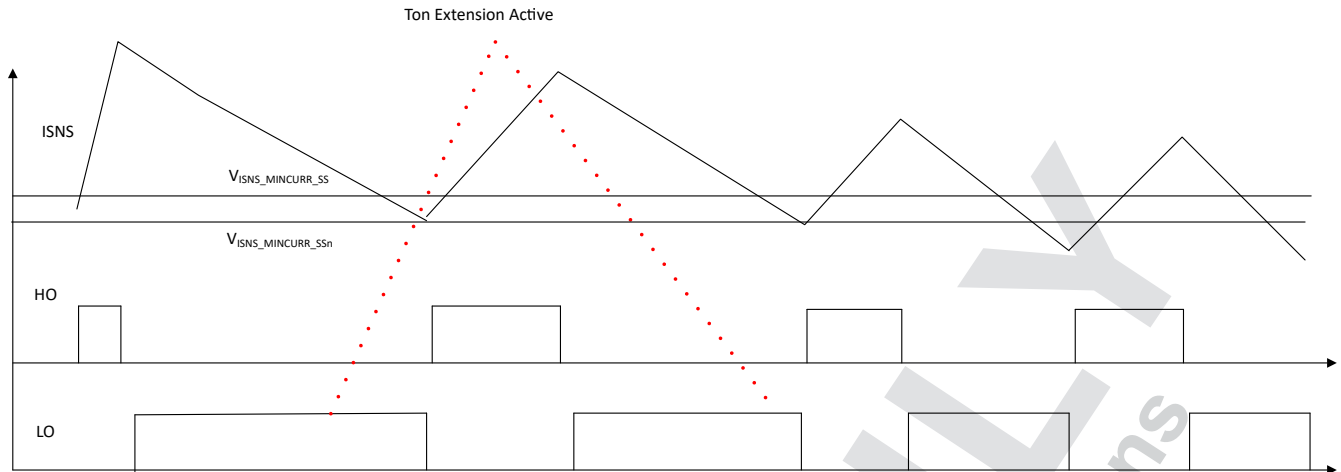 Ton Extension Active
ISNS
VISNS_MINCURR_SS
VISNS_MINCURR_SSn
HO
LO